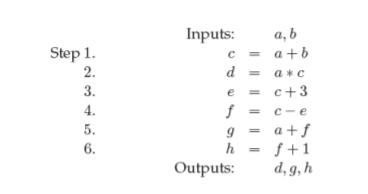 Inputs: a, b
Step 1. c = a + b
2. d = a * c
3. e = c + 3
4. f = c − e
5. g = a + f
6. h = f + 1
Outputs: d, g, h